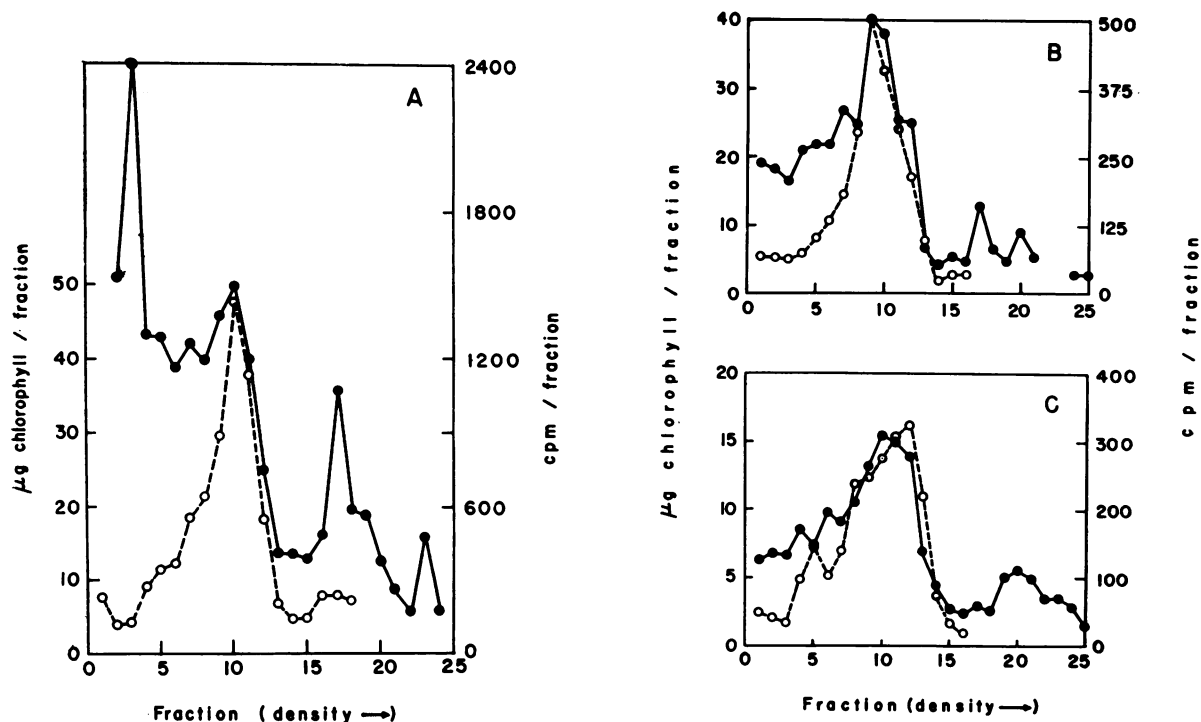 A
50
40
30
20
10
0
2400
1800
1200
600
0
0 5 10 15 20 25
µg chlorophyll / fraction
cpm / fraction
Fraction (density →)
B
40
30
20
10
0
500
375
250
125
0
0 5 10 15 20 25
C
20
15
10
5
0
400
300
200
100
0
0 5 10 15 20 25
µg chlorophyll / fraction
cpm / fraction
Fraction (density →)